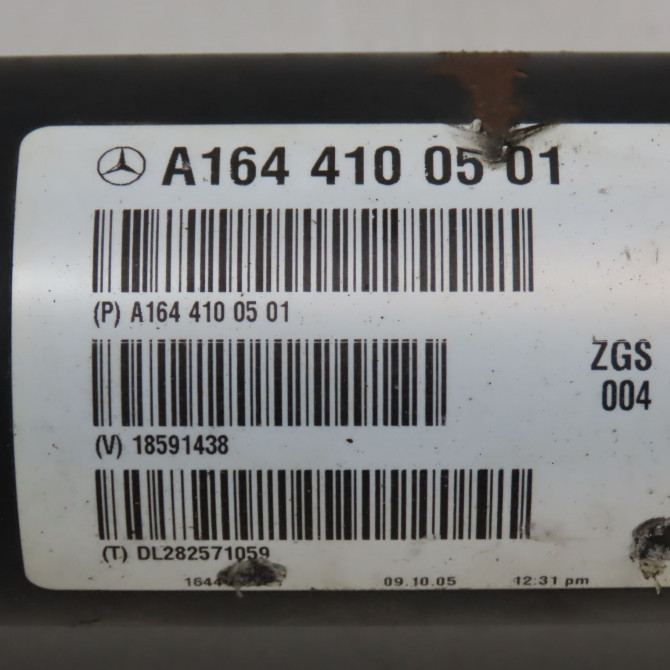 A164 410 05 01
(P) A164 410 05 01
ZGS
004
(V) 18591438
(T) DL282571059
09.10.05 12:31 pm